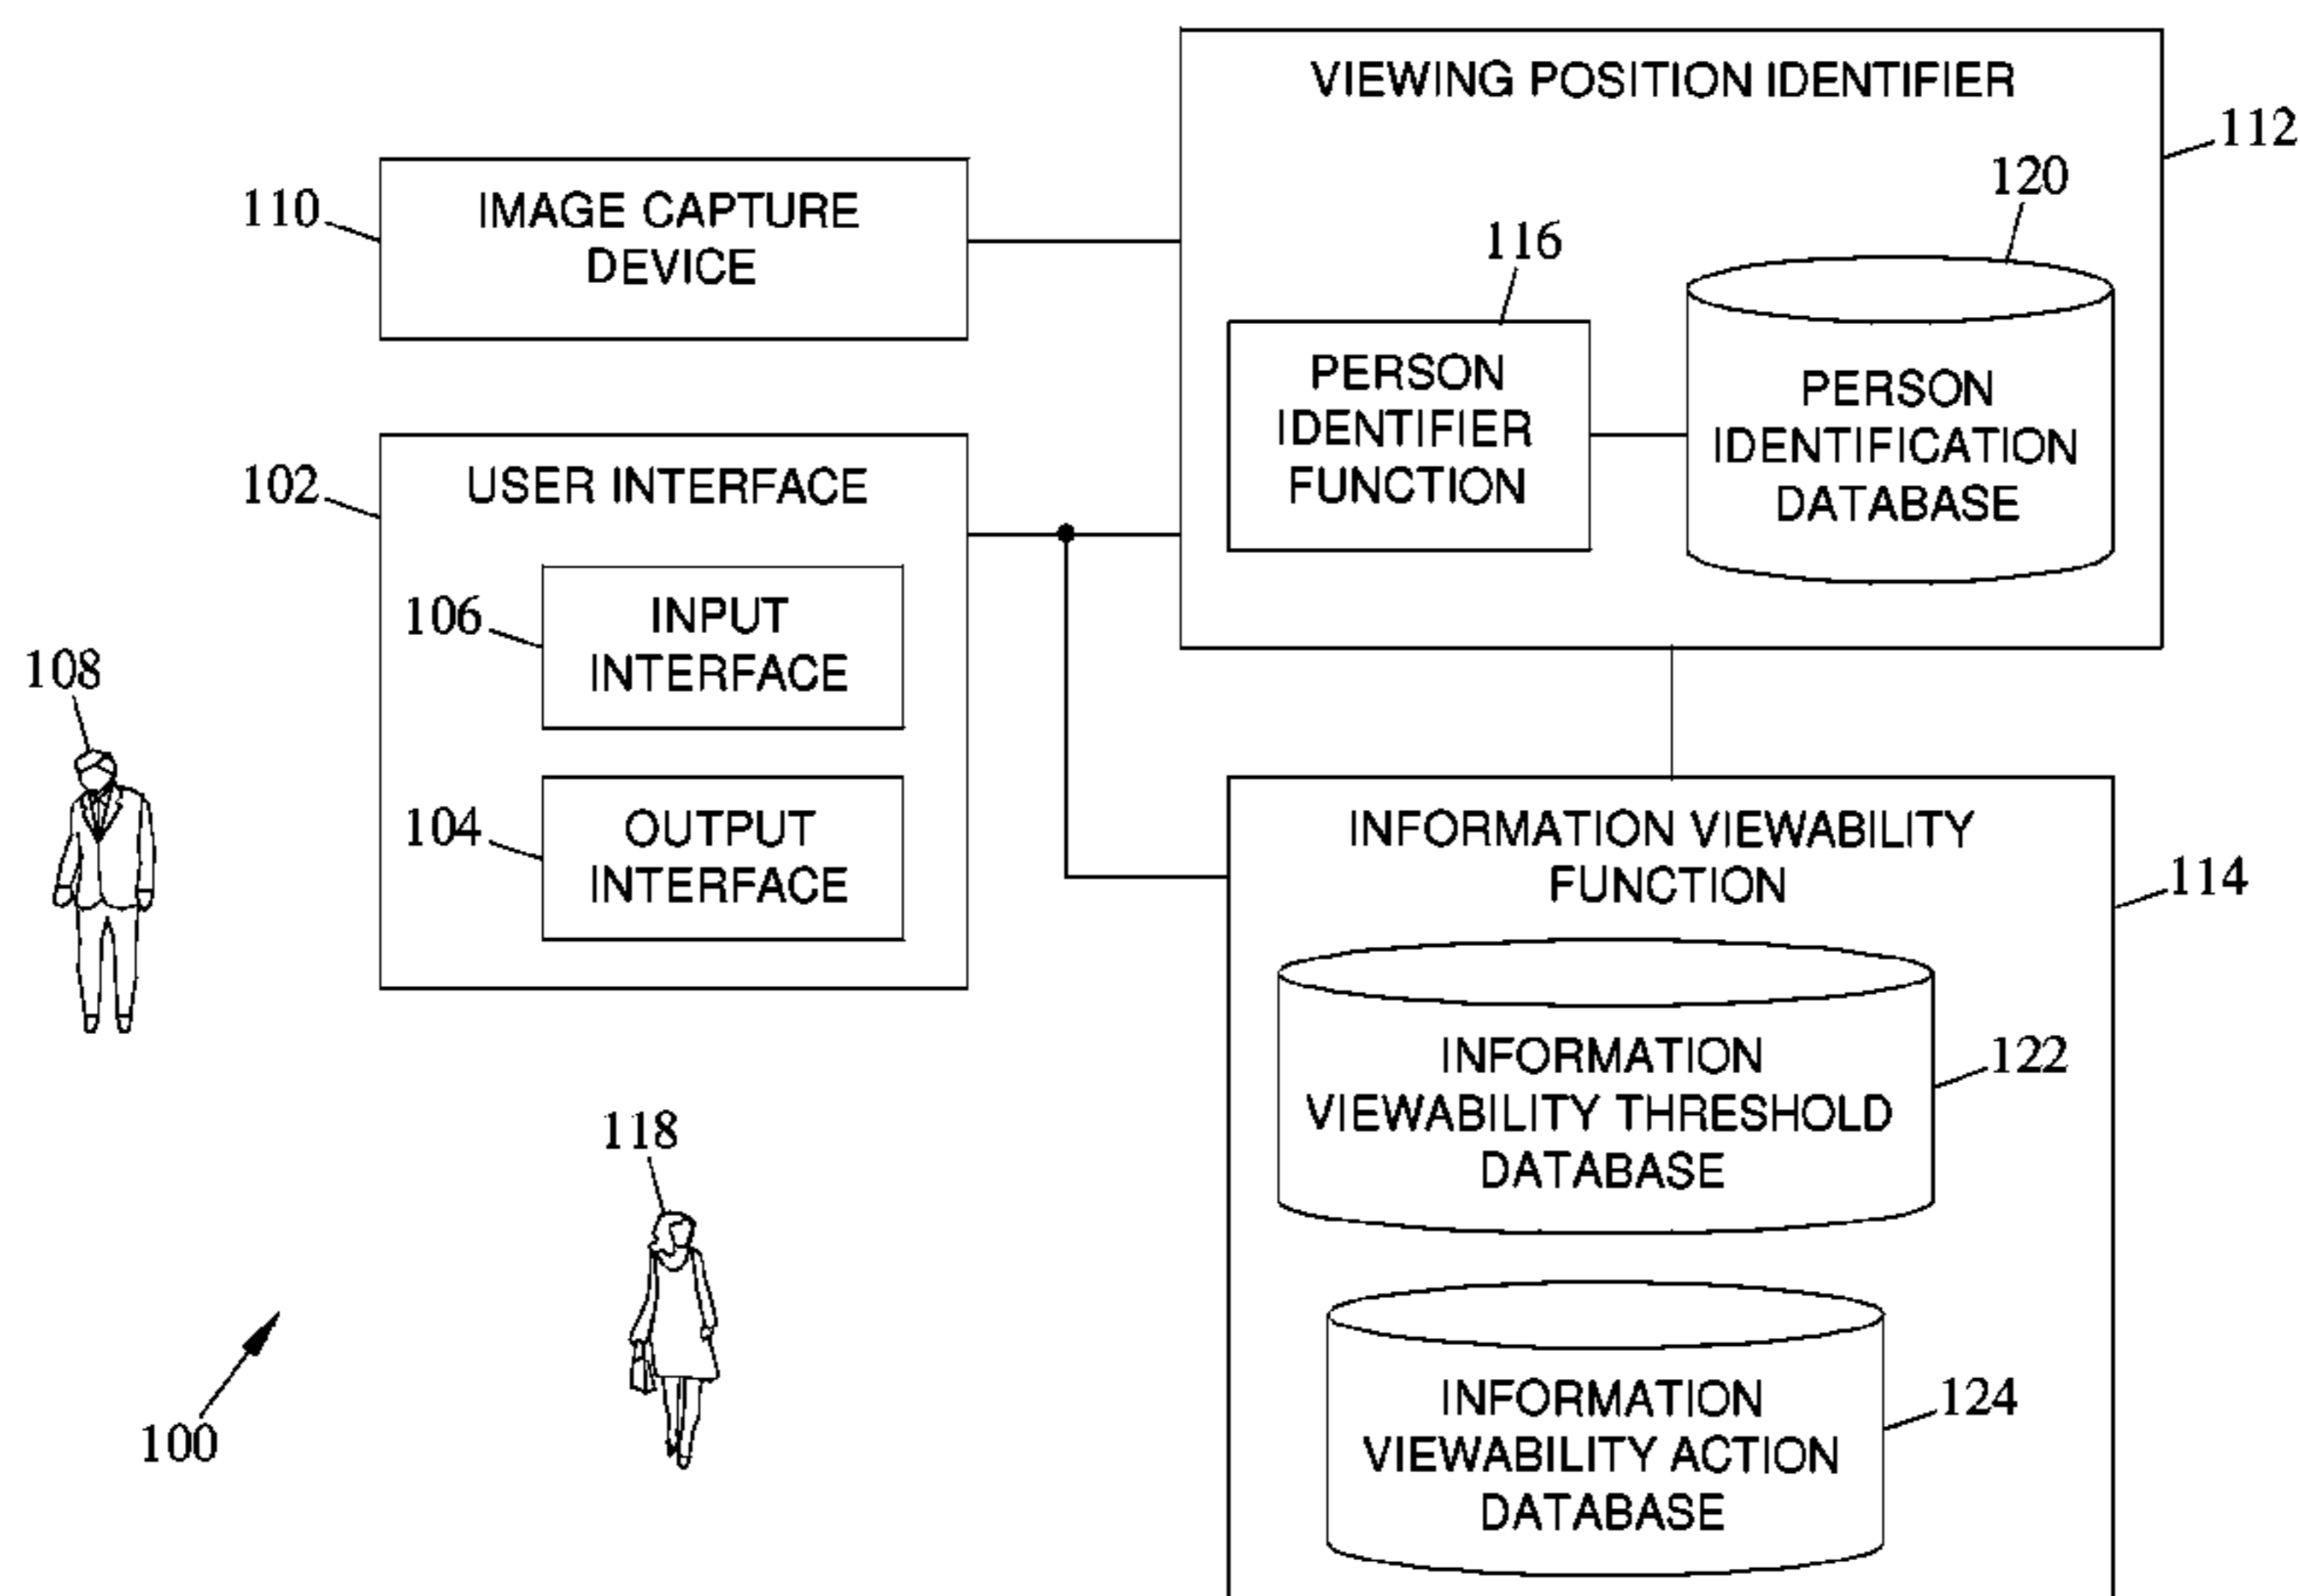 VIEWING POSITION IDENTIFIER
112
120
110
IMAGE CAPTURE
DEVICE
116
PERSON
IDENTIFIER
FUNCTION
PERSON
IDENTIFICATION
DATABASE
102
USER INTERFACE
106
INPUT
INTERFACE
108
104
OUTPUT
INTERFACE
INFORMATION VIEWABILITY
FUNCTION
114
INFORMATION
VIEWABILITY THRESHOLD
DATABASE
122
118
INFORMATION
VIEWABILITY ACTION
DATABASE
124
100